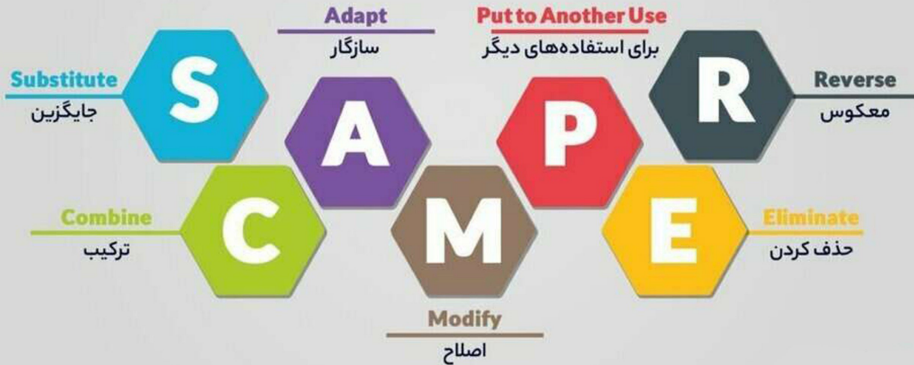 S
Substitute
جایگزین
C
Combine
ترکیب
A
Adapt
سازگار
M
Modify
اصلاح
P
Put to Another Use
برای استفاده‌های دیگر
E
Eliminate
حذف کردن
R
Reverse
معکوس